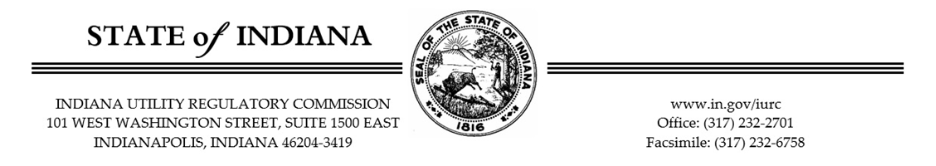 STATE of INDIANA
SEAL OF THE STATE OF INDIANA
1816
INDIANA UTILITY REGULATORY COMMISSION
101 WEST WASHINGTON STREET, SUITE 1500 EAST
INDIANAPOLIS, INDIANA 46204-3419
www.in.gov/iurc
Office: (317) 232-2701
Facsimile: (317) 232-6758